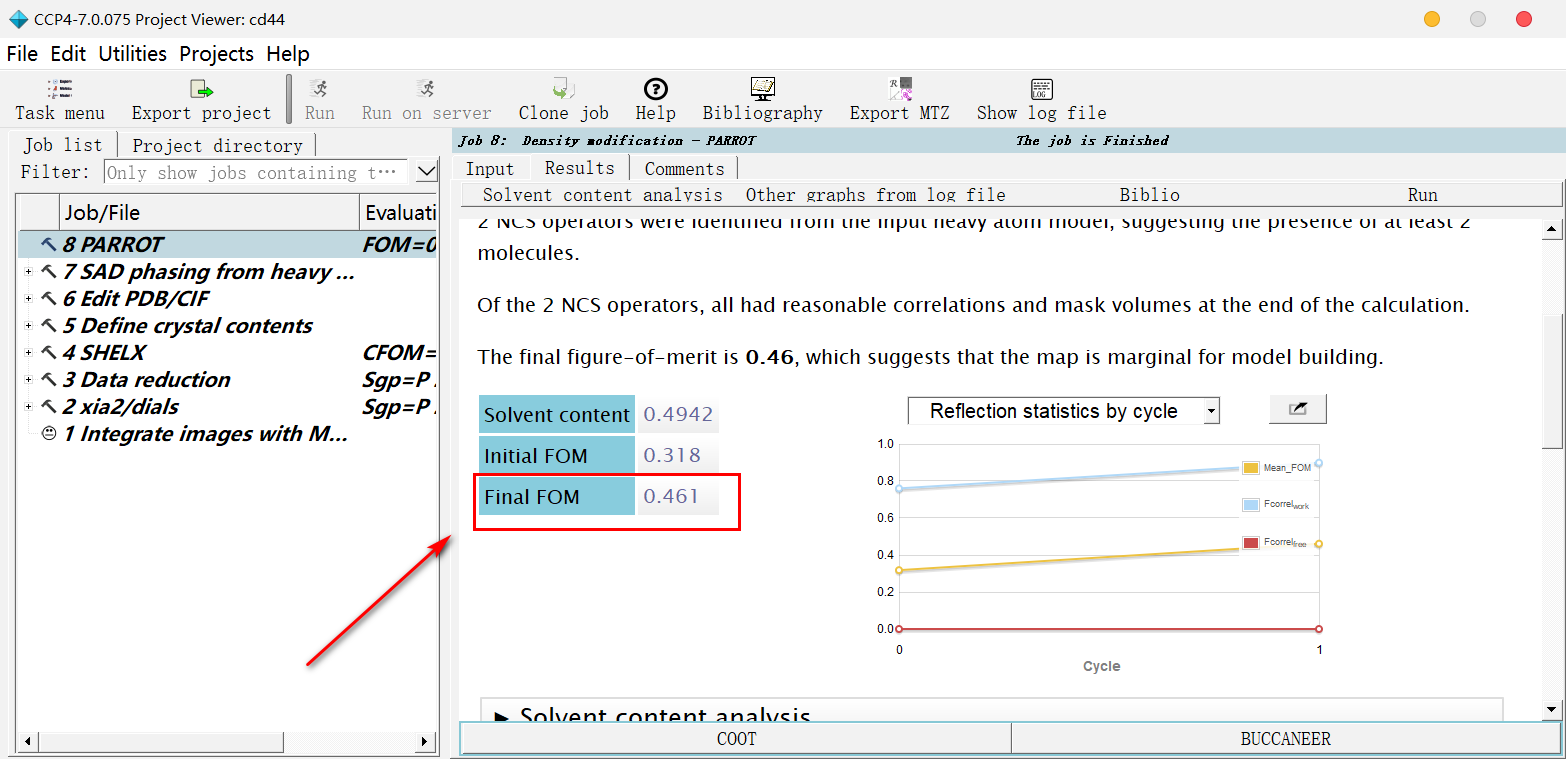 CCP4-7.0.075 Project Viewer: cd44
File Edit Utilities Projects Help
Task menu Export project Run Run on server Clone job Help Bibliography Export MTZ Show log file
Job list Project directory
Filter: Only show jobs containing t…
Job/File Evaluati
8 PARROT FOM=0
7 SAD phasing from heavy ...
6 Edit PDB/CIF
5 Define crystal contents
4 SHELX CFOM=
3 Data reduction Sgp=P
2 xia2/dials Sgp=P
1 Integrate images with M...
Job 8: Density modification - PARROT The job is Finished
Input Results Comments
Solvent content analysis Other graphs from log file Biblio Run
2 NCS operators were identified from the input heavy atom model, suggesting the presence of at least 2
molecules.
Of the 2 NCS operators, all had reasonable correlations and mask volumes at the end of the calculation.
The final figure-of-merit is 0.46, which suggests that the map is marginal for model building.
Solvent content 0.4942
Initial FOM 0.318
Final FOM 0.461
Reflection statistics by cycle
1.0
0.8
0.6
0.4
0.2
0.0
Mean_FOM
Fcorrelwork
Fcorrelfree
0 1
Cycle
Solvent content analysis
COOT BUCCANEER